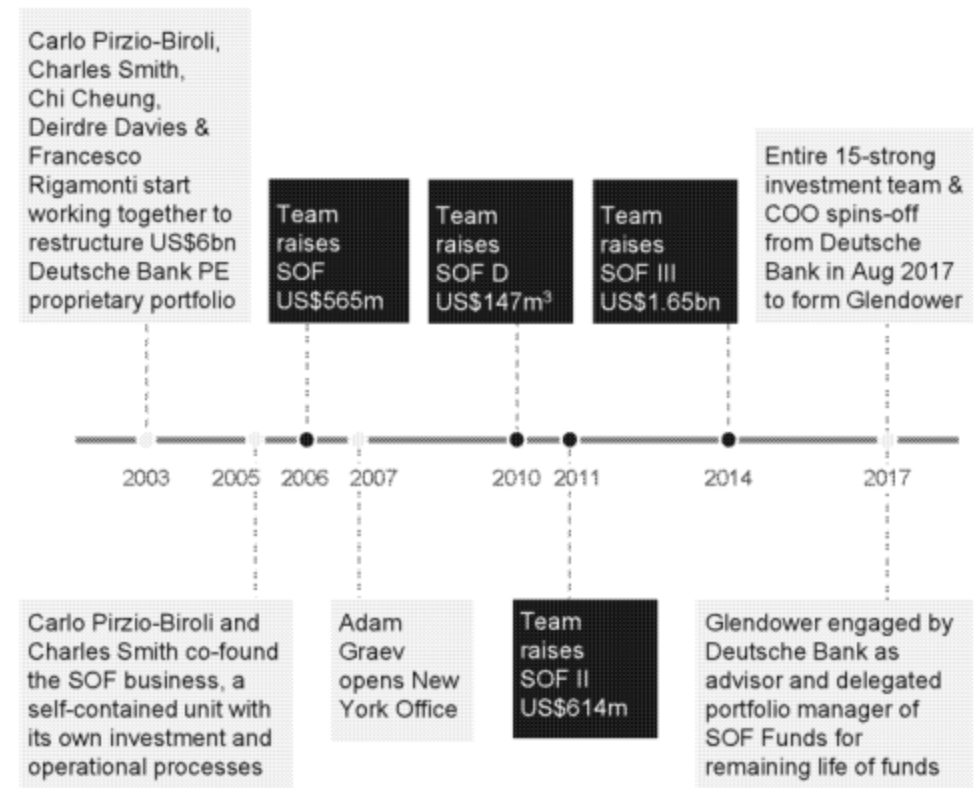 Carlo Pirzio-Biroli,
Charles Smith,
Chi Cheung,
Deirdre Davies &
Francesco
Rigamonti start
working together to
restructure US$6bn
Deutsche Bank PE
proprietary portfolio
Team
raises
SOF
US$565m
Team
raises
SOF D
US$147m³
Team
raises
SOF III
US$1.65bn
Entire 15-strong
investment team &
COO spins-off
from Deutsche
Bank in Aug 2017
to form Glendower
2003 2005 2006 2007 2010 2011 2014 2017
Carlo Pirzio-Biroli and
Charles Smith co-found
the SOF business, a
self-contained unit with
its own investment and
operational processes
Adam
Graev
opens New
York Office
Team
raises
SOF II
US$614m
Glendower engaged by
Deutsche Bank as
advisor and delegated
portfolio manager of
SOF Funds for
remaining life of funds